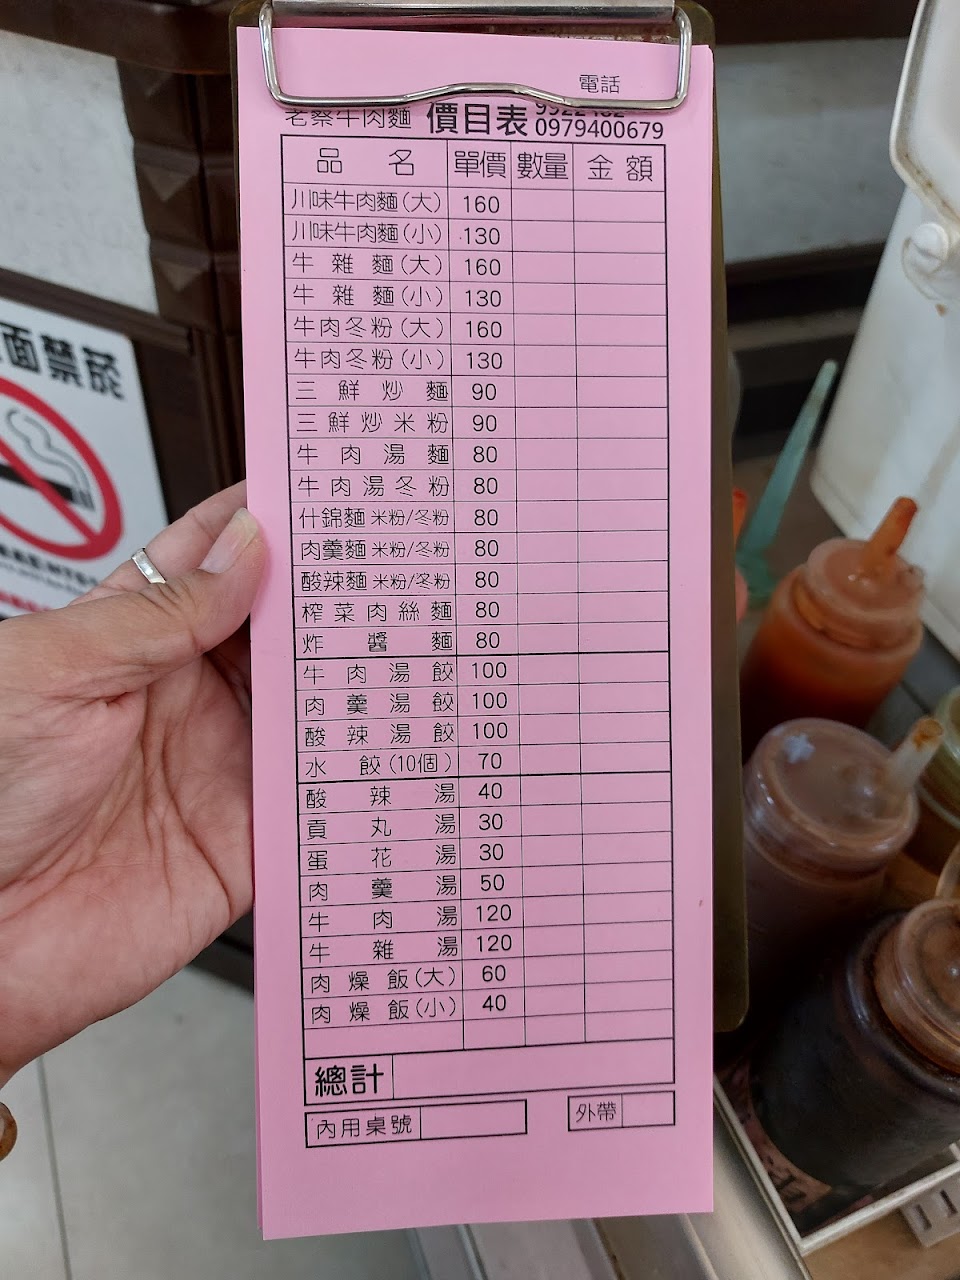 電話
老蔡牛肉麵 價目表
0979400679
品名 單價 數量 金額
川味牛肉麵(大) 160
川味牛肉麵(小) 130
牛雜麵(大) 160
牛雜麵(小) 130
牛肉冬粉(大) 160
牛肉冬粉(小) 130
三鮮炒麵 90
三鮮炒米粉 90
牛肉湯麵 80
牛肉湯冬粉 80
什錦麵 米粉/冬粉 80
肉羹麵 米粉/冬粉 80
酸辣麵 米粉/冬粉 80
榨菜肉絲麵 80
炸醬麵 80
牛肉湯餃 100
肉羹湯餃 100
酸辣湯餃 100
水餃(10個) 70
酸辣湯 40
貢丸湯 30
蛋花湯 30
肉羹湯 50
牛肉湯 120
牛雜湯 120
肉燥飯(大) 60
肉燥飯(小) 40
總計
內用桌號 外帶
面禁菸